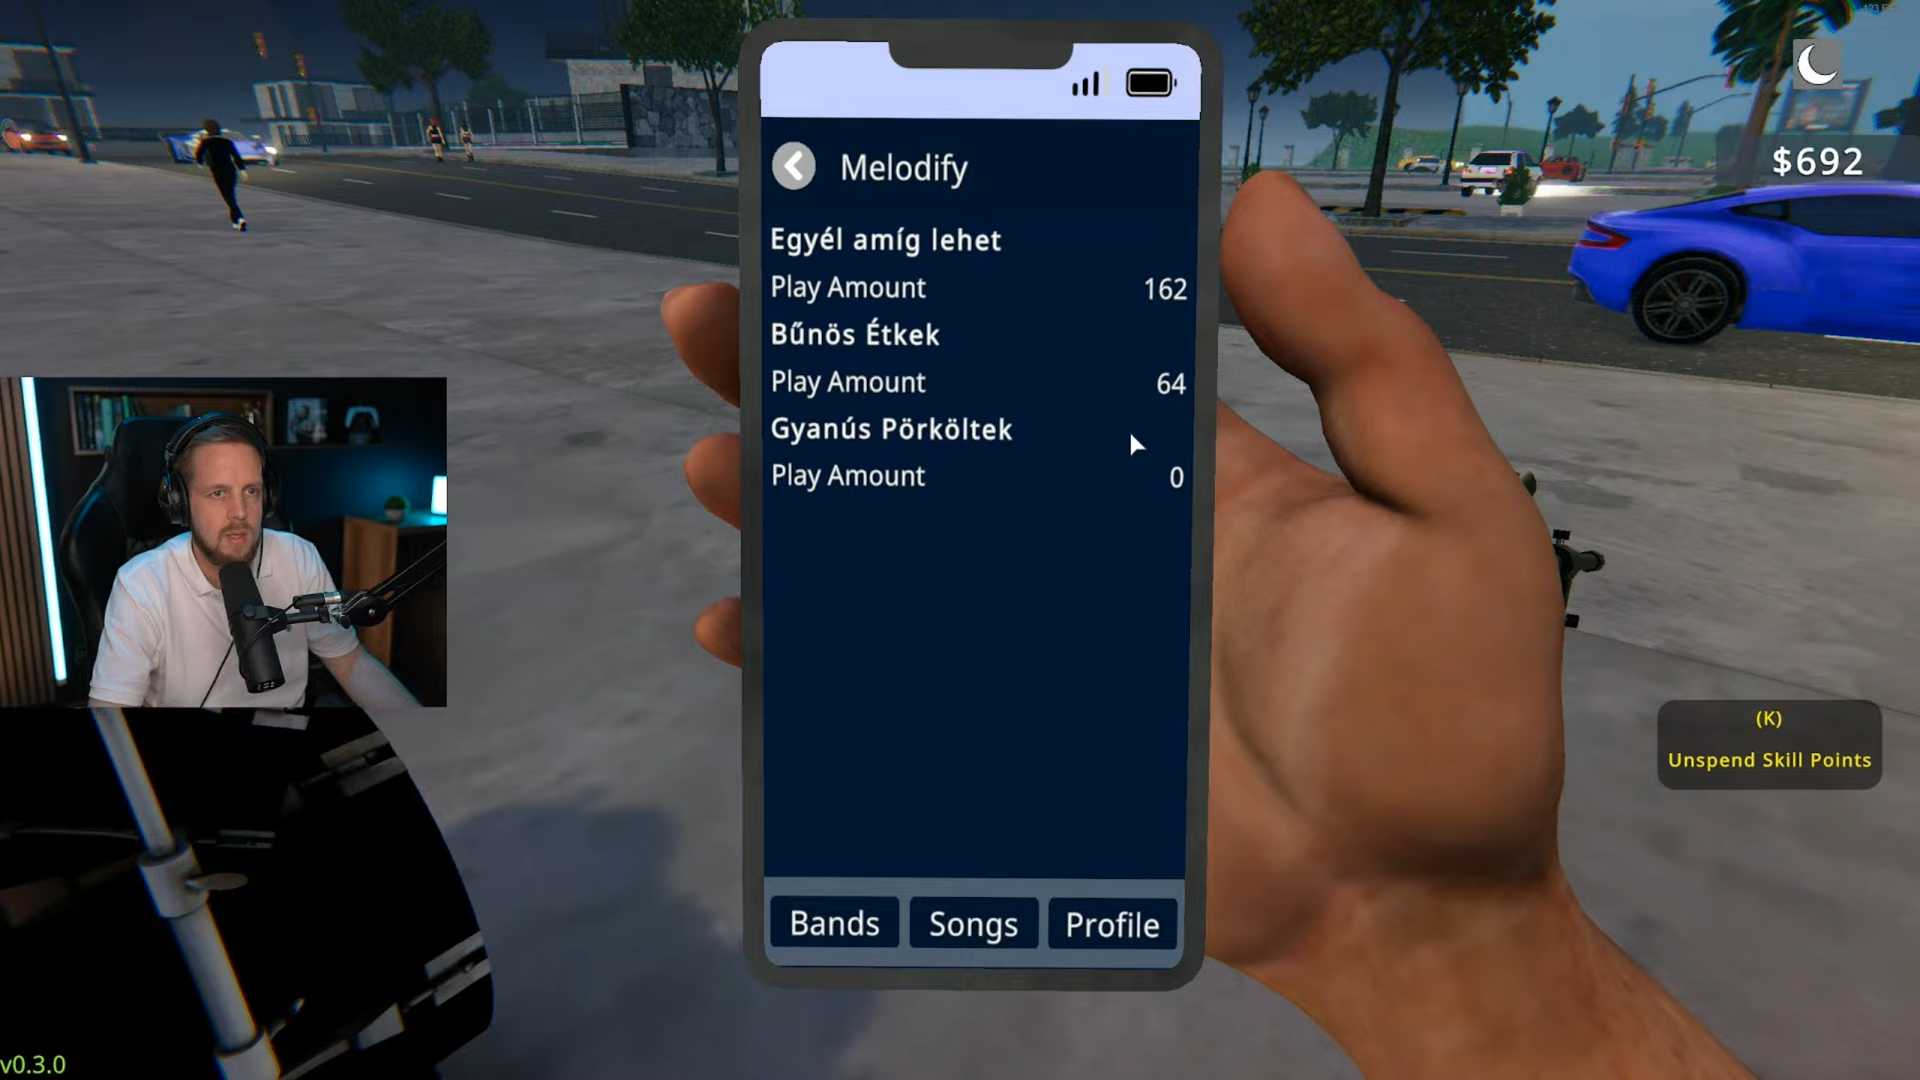 Melodify
$692
Egyél amíg lehet
Play Amount 162
Bűnös Étkek
Play Amount 64
Gyanús Pörköltek
Play Amount 0
(K)
Unspend Skill Points
Bands Songs Profile
v0.3.0